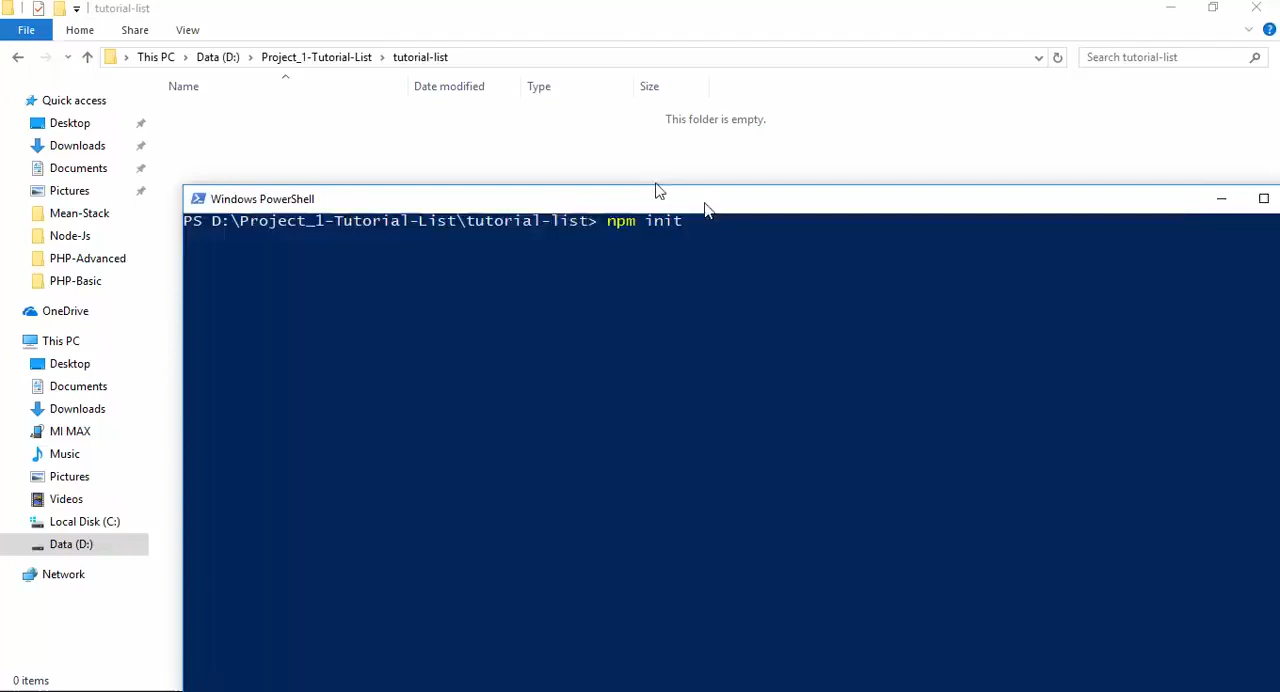 tutorial-list
File Home Share View
This PC Data (D:) Project_1-Tutorial-List tutorial-list Search tutorial-list
Name Date modified Type Size
This folder is empty.
Quick access
Desktop
Downloads
Documents
Pictures
Mean-Stack
Node-Js
PHP-Advanced
PHP-Basic
OneDrive
This PC
Desktop
Documents
Downloads
MI MAX
Music
Pictures
Videos
Local Disk (C:)
Data (D:)
Network
0 items
Windows PowerShell
PS D:\Project_1-Tutorial-List\tutorial-list> npm init